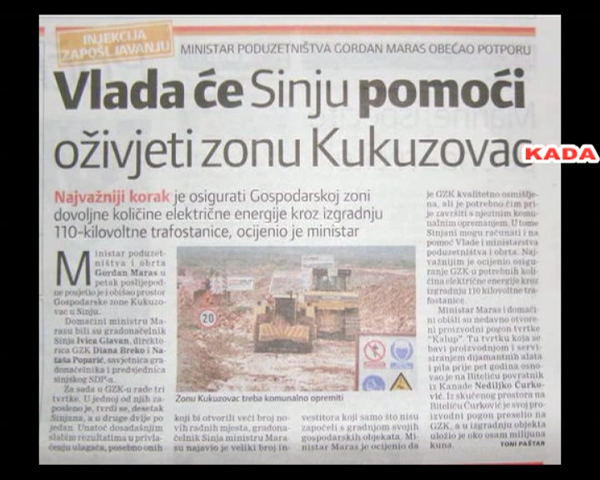 INJEKCIJA
ZAPOŠLJAVANJU
MINISTAR PODUZETNIŠTVA GORDAN MARAS OBEĆAO POTPORU
Vlada će Sinju pomoći
oživjeti zonu Kukuzovac
KADA
Najvažniji korak je osigurati Gospodarskoj zoni
dovoljne količine električne energije kroz izgradnju
110-kilovoltne trafostanice, ocijenio je ministar
Ministar poduzet-
ništva i obrta
Gordan Maras u
petak poslijepod-
ne posjetio je i obišao prostor
Gospodarske zone Kukuzo-
vac u Sinju.
Domaćini ministru Ma-
rasu bili su gradonačelnik
Sinja Ivica Glavan, direkto-
rica GZK Diana Breko i Na-
taša Poparić, savjetnica gra-
donačelnika i predsjednica
sinjskog SDP-a.
Za sada u GZK-u rade tri
tvrtke. U jednoj od njih za-
posleno je, tvrdi se, desetak
Sinjana, a u druge dvije po
jedan. Unatoč dosadašnjim
slabim rezultatima u privla-
čenju ulagača, posebno onih
20
Zonu Kukuzovac treba komunalno opremiti
koji bi otvorili veći broj no-
vih radnih mjesta, gradona-
čelnik Sinja ministru Mara-
su najavio je veliki broj in-
vestitora koji samo što nisu
započeli s gradnjom svojih
gospodarskih objekata. Mi-
nistar Maras je ocijenio da
je GZK kvalitetno osmišlje-
na, ali je potrebno čim pri-
je završiti s njezinim komu-
nalnim opremanjem. U tome
Sinjani mogu računati i na
pomoć Vlade i ministarstva
poduzetništva i obrta. Naj-
važnijim je ocijenio osigu-
ranje GZK-u potrebnih koli-
čina električne energije kroz
izgradnju 110 kilovoltne tra-
fostanice.
Ministar Maras i domaći-
ni obišli su nedavno otvore-
ni proizvodni pogon tvrtke
"Kalup". Tu tvrtku koja se
bavi proizvodnjom i servi-
siranjem dijamantnih alata
i pila prije pet godina osno-
vao je na Biteliću povratnik
iz Kanade Nediljko Ćurko-
vić. Iz skučenog prostora na
Biteliću Ćurković je svoj pro-
izvodni pogon preselio na
GZK, a u izgradnju objekta
uložio je oko osam milijuna
kuna.
TONI PAŠTAR